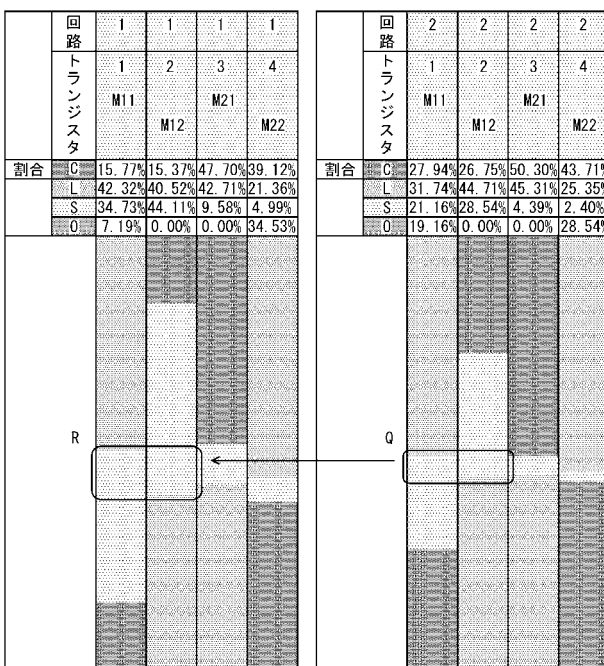 回路 1 1 1 1
トランジスタ 1 2 3 4
M11 M21
M12 M22
割合 C 15.77% 15.37% 47.70% 39.12%
L 42.32% 40.52% 42.71% 21.36%
S 34.73% 44.11% 9.58% 4.99%
O 7.19% 0.00% 0.00% 34.53%
R
回路 2 2 2 2
トランジスタ 1 2 3 4
M11 M21
M12 M22
割合 C 27.94% 26.75% 50.30% 43.71%
L 31.74% 44.71% 45.31% 25.35%
S 21.16% 28.54% 4.39% 2.40%
O 19.16% 0.00% 0.00% 28.54%
Q